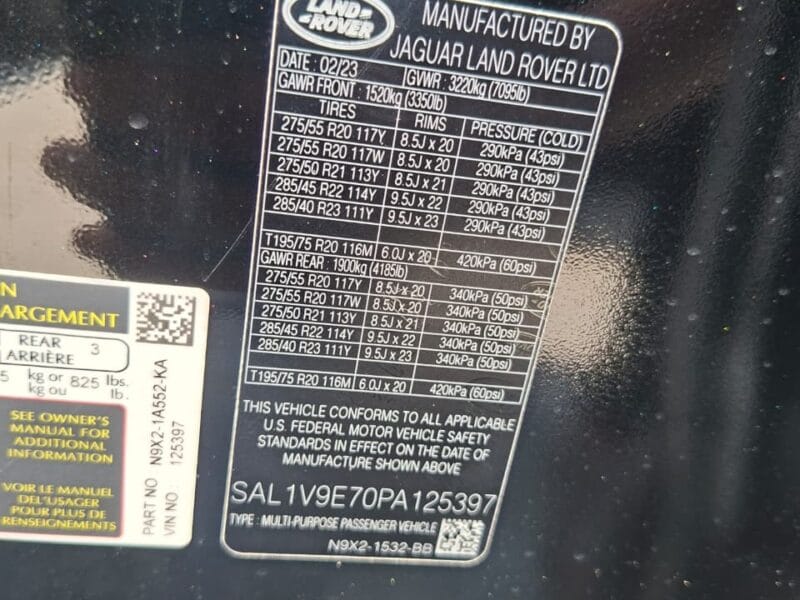 LAND
ROVER
MANUFACTURED BY
JAGUAR LAND ROVER LTD
DATE: 02/23 GVWR: 3220kg (7095lb)
GAWR FRONT: 1520kg (3350lb)
TIRES RIMS PRESSURE (COLD)
275/55 R20 117Y 8.5J x 20 290kPa (43psi)
275/55 R20 117W 8.5J x 20 290kPa (43psi)
275/50 R21 113Y 8.5J x 21 290kPa (43psi)
285/45 R22 114Y 9.5J x 22 290kPa (43psi)
285/40 R23 111Y 9.5J x 23 290kPa (43psi)
T195/75 R20 116M 6.0J x 20 420kPa (60psi)
GAWR REAR: 1900kg (4185lb)
275/55 R20 117Y 8.5J x 20 340kPa (50psi)
275/55 R20 117W 8.5J x 20 340kPa (50psi)
275/50 R21 113Y 8.5J x 21 340kPa (50psi)
285/45 R22 114Y 9.5J x 22 340kPa (50psi)
285/40 R23 111Y 9.5J x 23 340kPa (50psi)
T195/75 R20 116M 6.0J x 20 420kPa (60psi)
THIS VEHICLE CONFORMS TO ALL APPLICABLE
U.S. FEDERAL MOTOR VEHICLE SAFETY
STANDARDS IN EFFECT ON THE DATE OF
MANUFACTURE SHOWN ABOVE
SAL1V9E70PA125397
TYPE: MULTI-PURPOSE PASSENGER VEHICLE
N9X2-1532-BB
N
ARGEMENT
REAR 3
ARRIÈRE
5 kg or 825 lbs.
kg ou lb.
SEE OWNER'S
MANUAL FOR
ADDITIONAL
INFORMATION
VOIR LE MANUEL
DEL'USAGER
POUR PLUS DE
RENSEIGNEMENTS
PART NO N9X2-1A552-KA
VIN NO : 125397